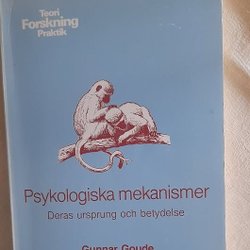 Teori
Forskning
Praktik
Psykologiska mekanismer
Deras ursprung och betydelse
Gunnar Goude